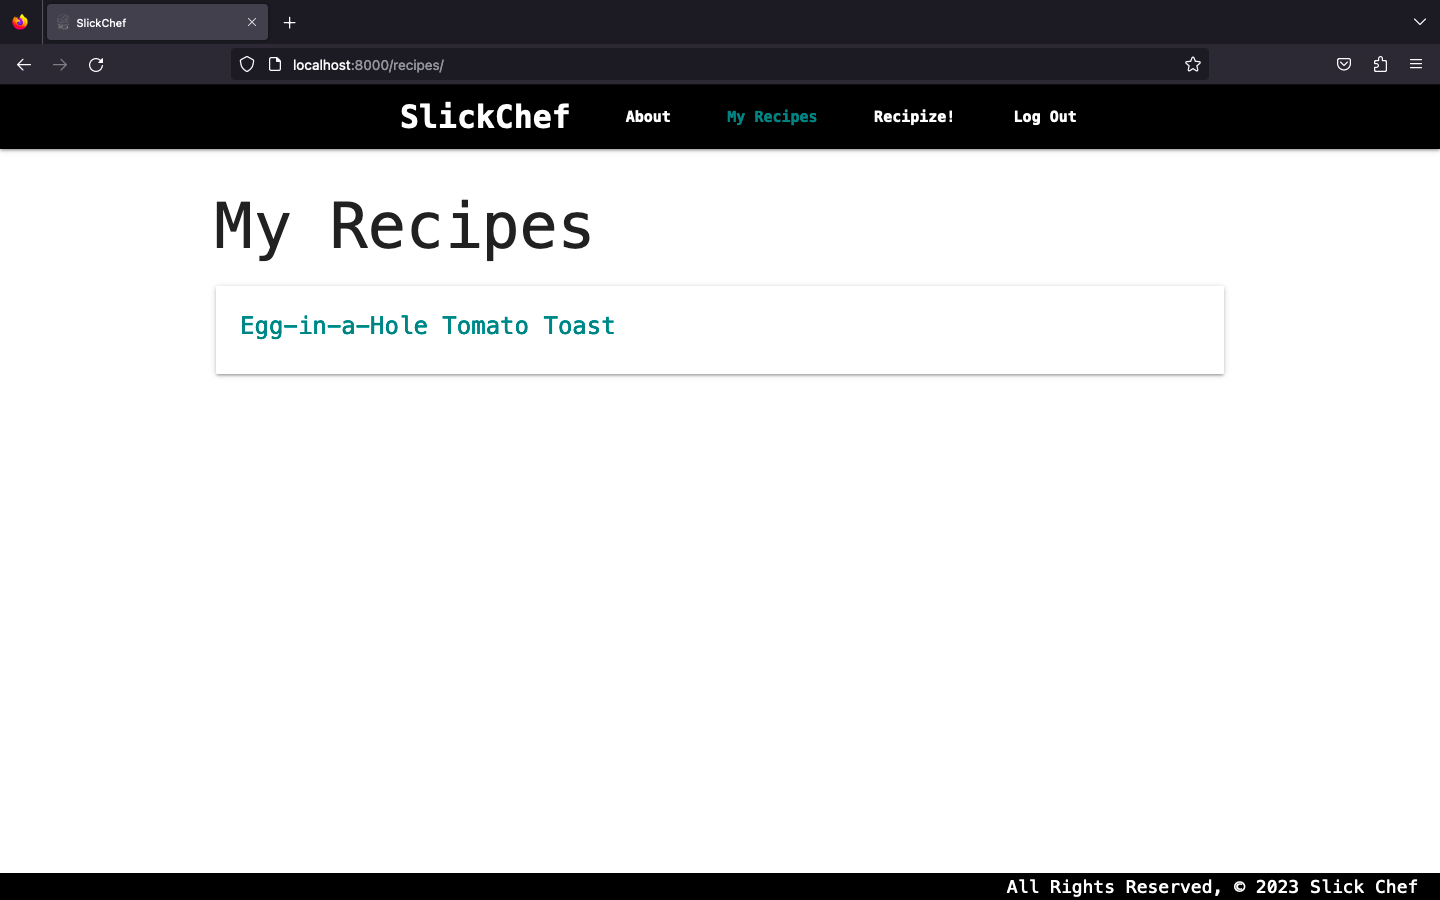 SlickChef
localhost:8000/recipes/
SlickChef About My Recipes Recipize! Log Out
My Recipes
Egg-in-a-Hole Tomato Toast
All Rights Reserved, © 2023 Slick Chef